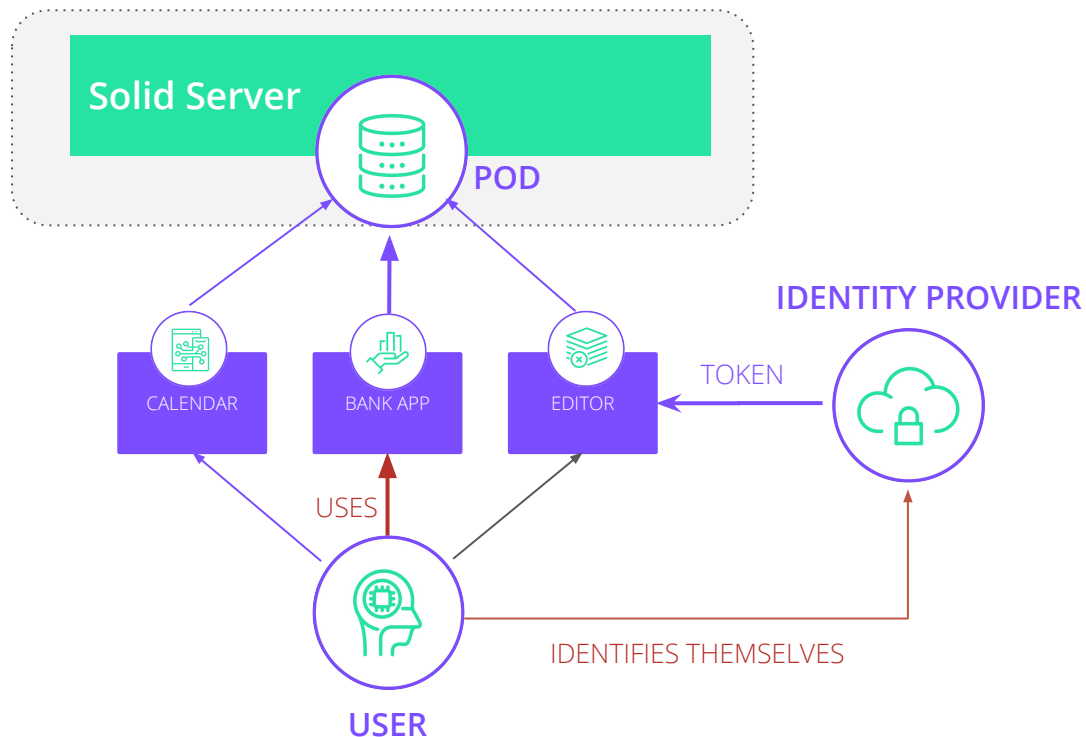 Solid Server
POD
IDENTITY PROVIDER
TOKEN
CALENDAR
BANK APP
EDITOR
USES
IDENTIFIES THEMSELVES
USER